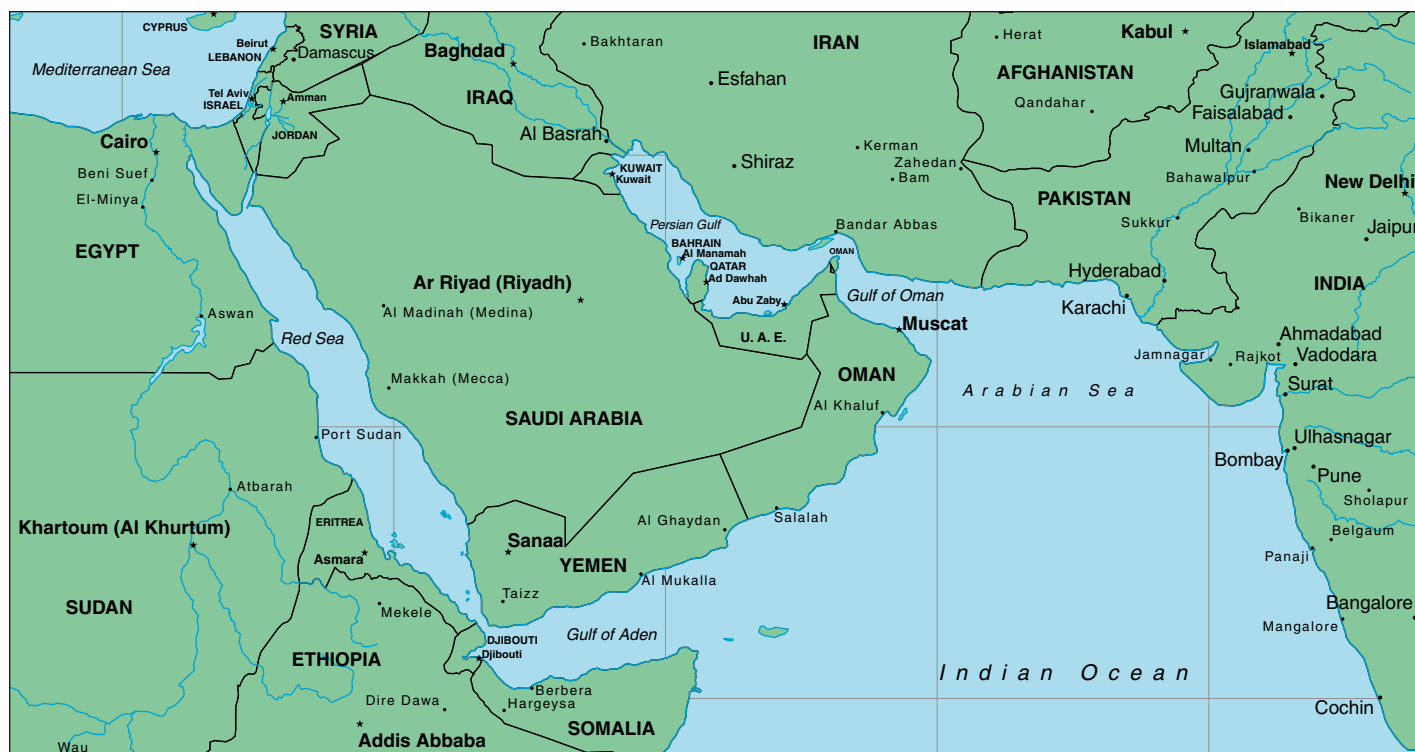 CYPRUS
SYRIA
Beirut
LEBANON
Damascus
Mediterranean Sea
Tel Aviv
ISRAEL
Amman
JORDAN
Baghdad
IRAQ
Al Basrah
Bakhtaran
IRAN
Esfahan
Shiraz
Kerman
Zahedan
Bam
Bandar Abbas
Herat
Kabul
AFGHANISTAN
Qandahar
Islamabad
Gujranwala
Faisalabad
Multan
Bahawalpur
PAKISTAN
Sukkur
Hyderabad
Karachi
New Delhi
Bikaner
Jaipur
INDIA
Cairo
Beni Suef
El-Minya
EGYPT
Aswan
Red Sea
KUWAIT
Kuwait
Persian Gulf
BAHRAIN
Al Manamah
QATAR
Ad Dawhah
Abu Zaby
OMAN
Gulf of Oman
U. A. E.
Muscat
OMAN
Al Khaluf
Ar Riyad (Riyadh)
Al Madinah (Medina)
Makkah (Mecca)
SAUDI ARABIA
Arabian Sea
Ahmadabad
Jamnagar
Rajkot
Vadodara
Surat
Ulhasnagar
Bombay
Pune
Sholapur
Belgaum
Panaji
Bangalore
Mangalore
Cochin
Port Sudan
Atbarah
Khartoum (Al Khurtum)
SUDAN
Wau
ERITREA
Asmara
Sanaa
YEMEN
Taizz
Al Ghaydan
Salalah
Al Mukalla
Mekele
ETHIOPIA
Dire Dawa
Addis Abbaba
DJIBOUTI
Djibouti
Gulf of Aden
Berbera
Hargeysa
SOMALIA
Indian Ocean